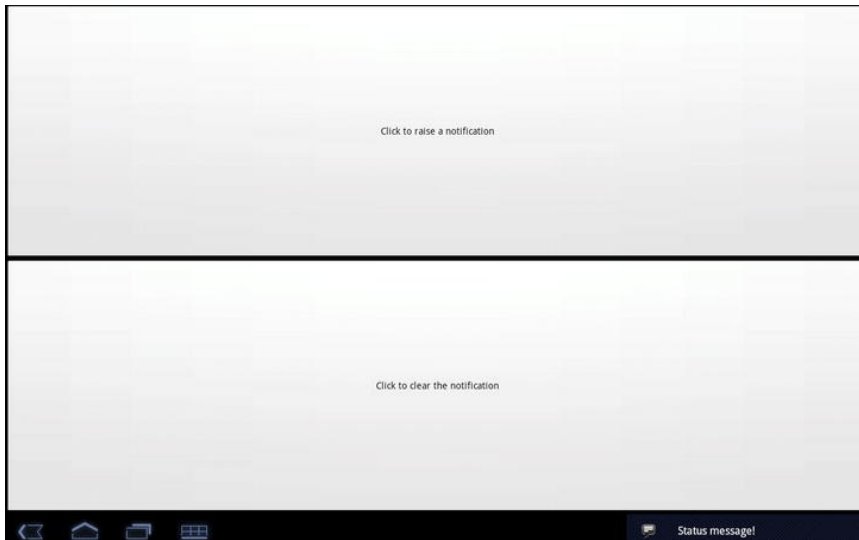 Click to raise a notification
Click to clear the notification
Status message!